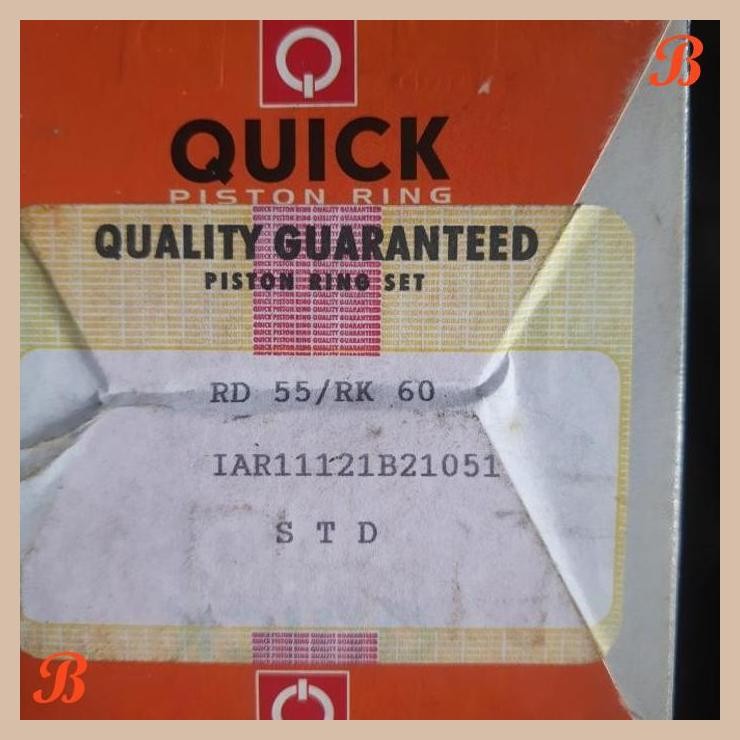 B
QUICK
PISTON RING
QUALITY GUARANTEED
PISTON RING SET
RD 55/RK 60
IAR11121B21051
S T D
B